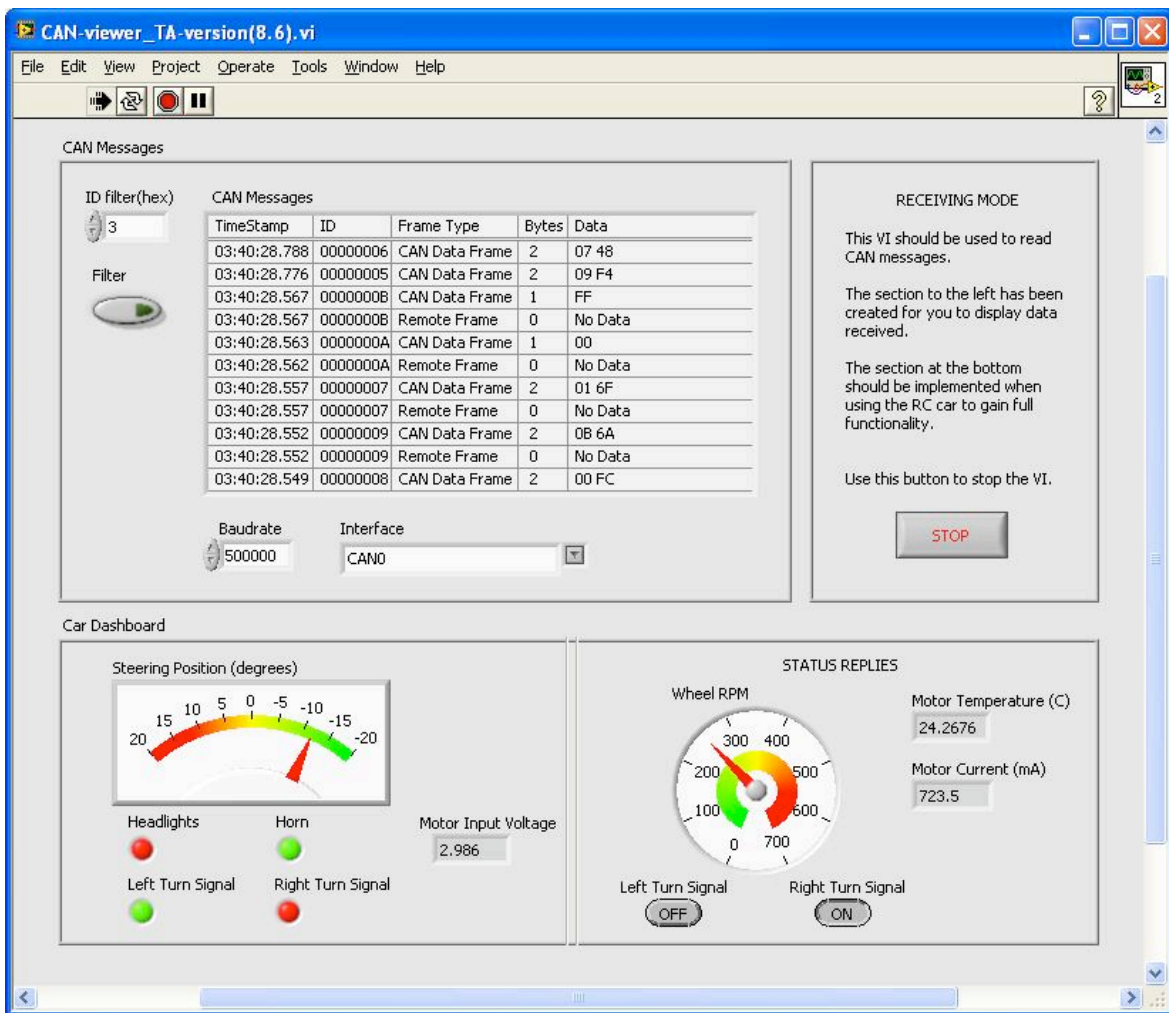 CAN-viewer_TA-version(8.6).vi
File Edit View Project Operate Tools Window Help
2
CAN Messages
ID filter(hex)
3
Filter
CAN Messages
TimeStamp ID Frame Type Bytes Data
03:40:28.788 00000006 CAN Data Frame 2 07 48
03:40:28.776 00000005 CAN Data Frame 2 09 F4
03:40:28.567 0000000B CAN Data Frame 1 FF
03:40:28.567 0000000B Remote Frame 0 No Data
03:40:28.563 0000000A CAN Data Frame 1 00
03:40:28.562 0000000A Remote Frame 0 No Data
03:40:28.557 00000007 CAN Data Frame 2 01 6F
03:40:28.557 00000007 Remote Frame 0 No Data
03:40:28.552 00000009 CAN Data Frame 2 0B 6A
03:40:28.552 00000009 Remote Frame 0 No Data
03:40:28.549 00000008 CAN Data Frame 2 00 FC
Baudrate
500000
Interface
CAN0
RECEIVING MODE
This VI should be used to read
CAN messages.
The section to the left has been
created for you to display data
received.
The section at the bottom
should be implemented when
using the RC car to gain full
functionality.
Use this button to stop the VI.
STOP
Car Dashboard
Steering Position (degrees)
20 15 10 5 0 -5 -10 -15 -20
Headlights
Horn
Motor Input Voltage
2.986
Left Turn Signal
Right Turn Signal
STATUS REPLIES
Wheel RPM
0 100 200 300 400 500 600 700
Motor Temperature (C)
24.2676
Motor Current (mA)
723.5
Left Turn Signal
OFF
Right Turn Signal
ON